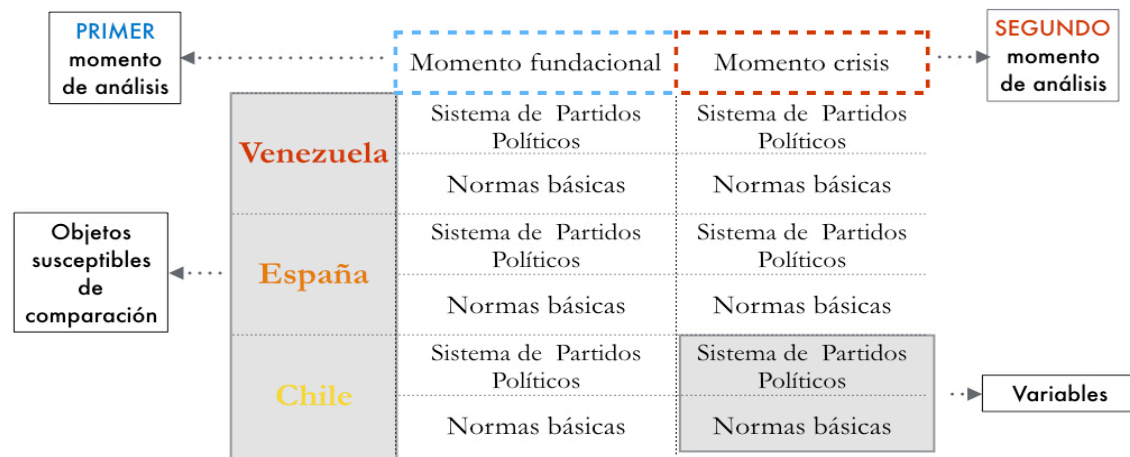 PRIMER
momento
de análisis
Momento fundacional
Momento crisis
SEGUNDO
momento
de análisis
Venezuela
Sistema de Partidos
Políticos
Sistema de Partidos
Políticos
Normas básicas
Normas básicas
Objetos
susceptibles
de
comparación
España
Sistema de Partidos
Políticos
Sistema de Partidos
Políticos
Normas básicas
Normas básicas
Chile
Sistema de Partidos
Políticos
Sistema de Partidos
Políticos
Normas básicas
Normas básicas
Variables